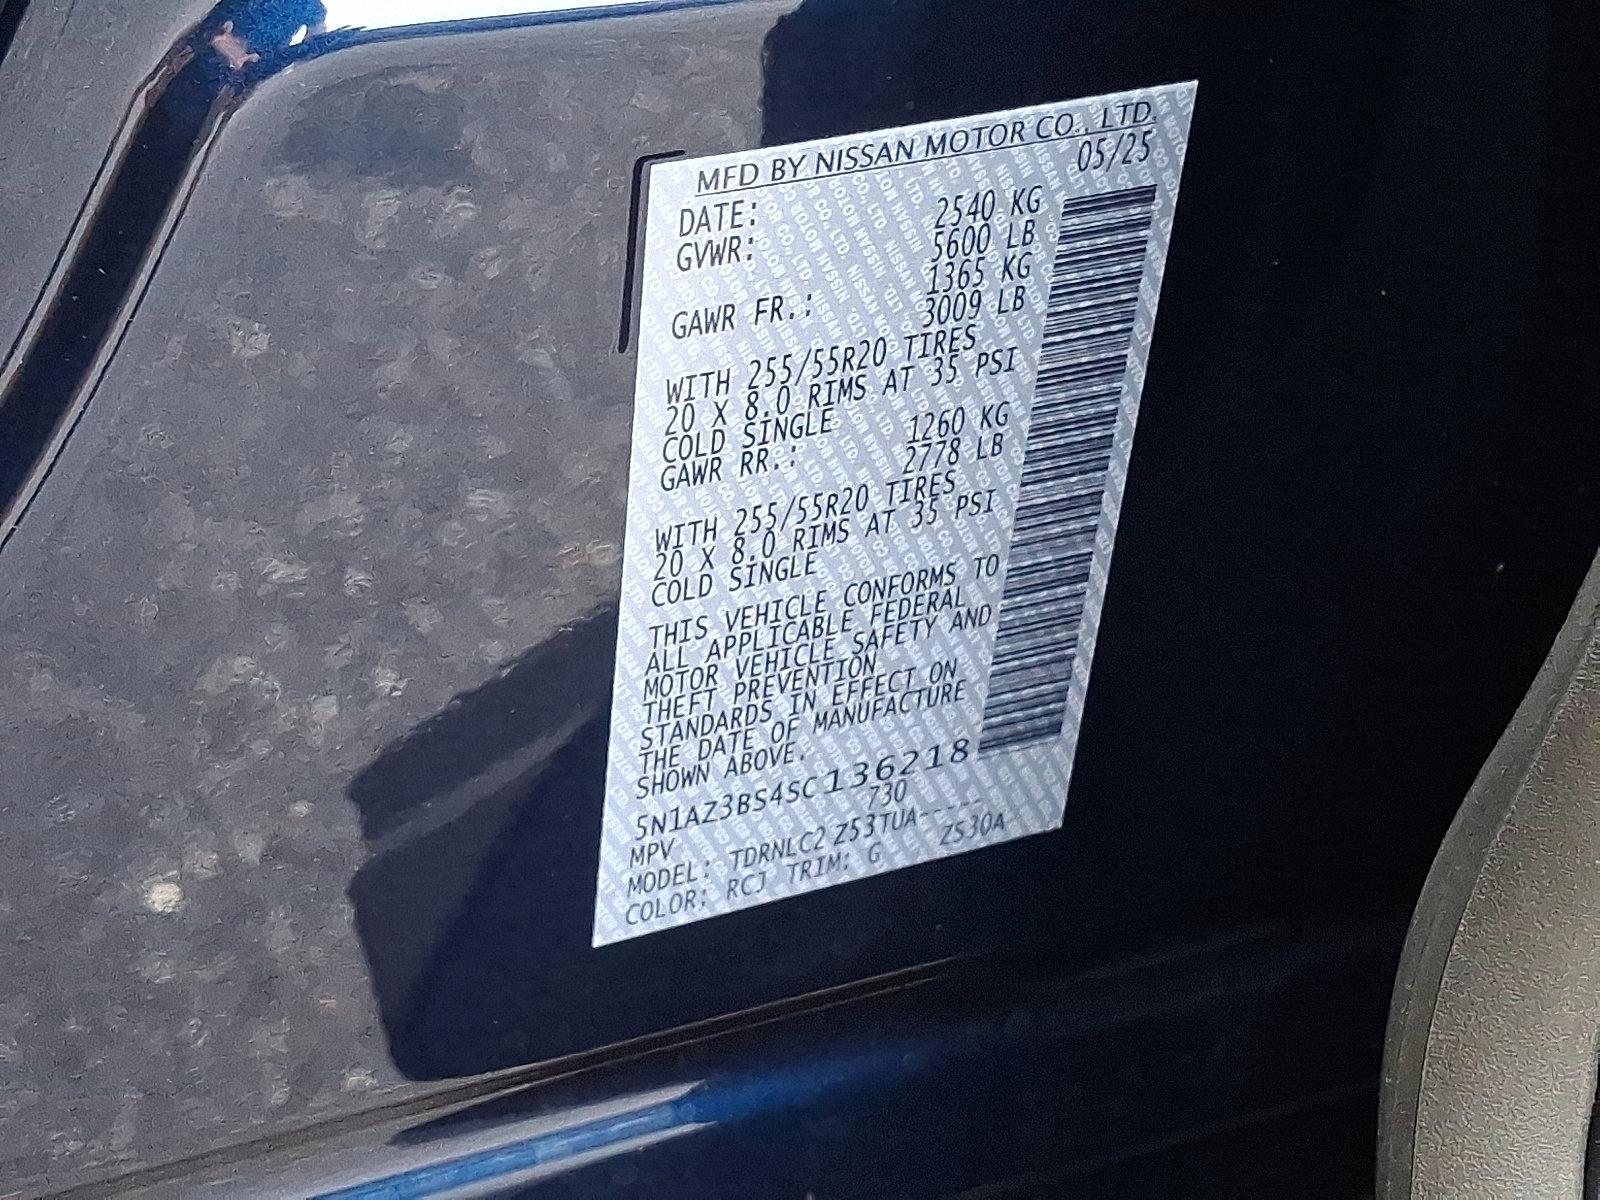 MFD BY NISSAN MOTOR CO., LTD.
DATE: 05/25
GVWR: 2540 KG
5600 LB
GAWR FR.: 1365 KG
3009 LB
WITH 255/55R20 TIRES
20 X 8.0 RIMS AT 35 PSI
COLD SINGLE
GAWR RR.: 1260 KG
2778 LB
WITH 255/55R20 TIRES
20 X 8.0 RIMS AT 35 PSI
COLD SINGLE
THIS VEHICLE CONFORMS TO
ALL APPLICABLE FEDERAL
MOTOR VEHICLE SAFETY AND
THEFT PREVENTION
STANDARDS IN EFFECT ON
THE DATE OF MANUFACTURE
SHOWN ABOVE.
5N1AZ3BS4SC136218
MPV 730
MODEL: TDRNLC2 Z53TUA-----
COLOR: RCJ TRIM: G ZS30A